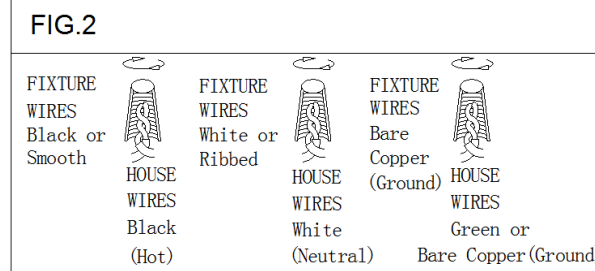 FIG.2
FIXTURE
WIRES
Black or
Smooth
HOUSE
WIRES
Black
(Hot)
FIXTURE
WIRES
White or
Ribbed
HOUSE
WIRES
White
(Neutral)
FIXTURE
WIRES
Bare
Copper
(Ground)
HOUSE
WIRES
Green or
Bare Copper(Ground